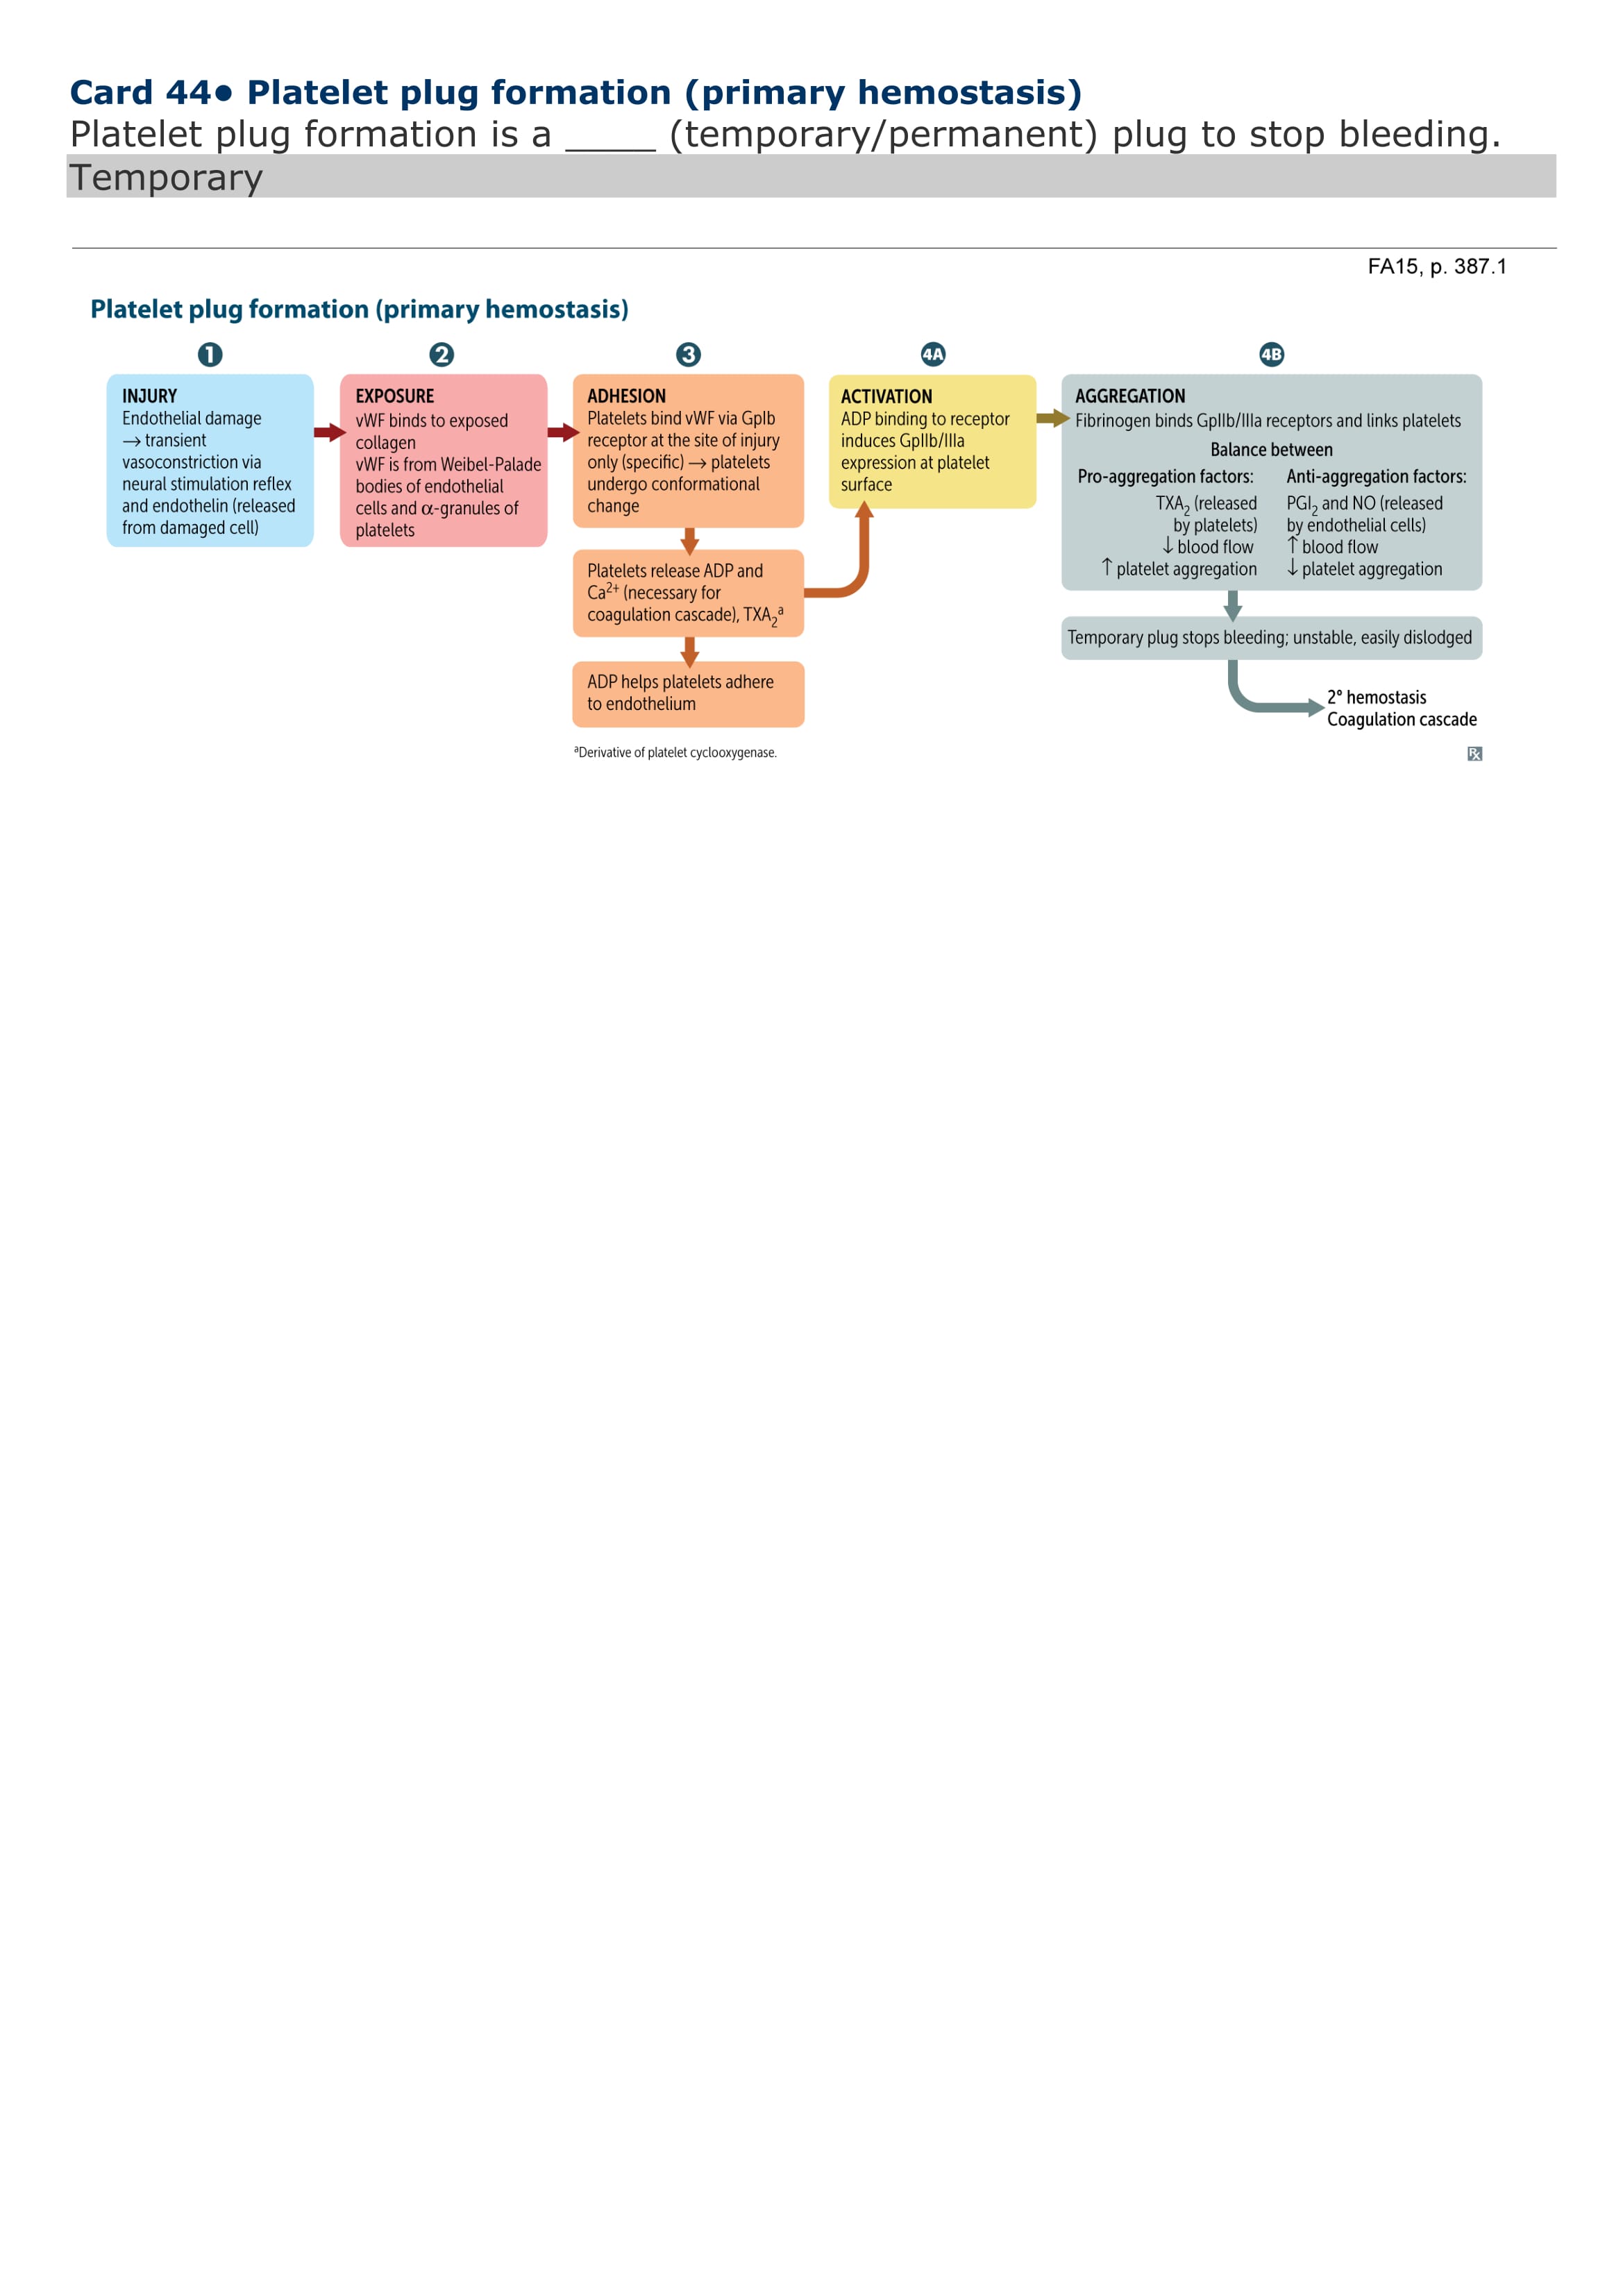 Card 44● Platelet plug formation (primary hemostasis)
Platelet plug formation is a _____ (temporary/permanent) plug to stop bleeding.
Temporary
FA15, p. 387.1
Platelet plug formation (primary hemostasis)
1
INJURY
Endothelial damage
→ transient
vasoconstriction via
neural stimulation reflex
and endothelin (released
from damaged cell)
2
EXPOSURE
vWF binds to exposed
collagen
vWF is from Weibel-Palade
bodies of endothelial
cells and α-granules of
platelets
3
ADHESION
Platelets bind vWF via GpIb
receptor at the site of injury
only (specific) → platelets
undergo conformational
change
Platelets release ADP and
Ca²⁺ (necessary for
coagulation cascade), TXA₂ᵃ
ADP helps platelets adhere
to endothelium
ᵃDerivative of platelet cyclooxygenase.
4A
ACTIVATION
ADP binding to receptor
induces GpIIb/IIIa
expression at platelet
surface
4B
AGGREGATION
Fibrinogen binds GpIIb/IIIa receptors and links platelets
Balance between
Pro-aggregation factors:
TXA₂ (released
by platelets)
↓ blood flow
↑ platelet aggregation
Anti-aggregation factors:
PGI₂ and NO (released
by endothelial cells)
↑ blood flow
↓ platelet aggregation
Temporary plug stops bleeding; unstable, easily dislodged
2° hemostasis
Coagulation cascade
Rx